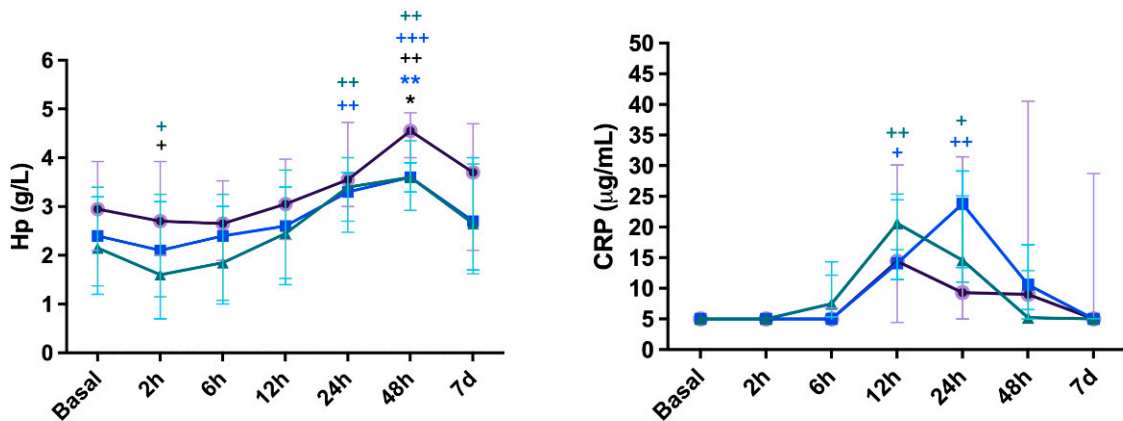 ++
+++
++
**
*
++
++
+
+
6
5
4
3
2
1
0
Hp (g/L)
Basal
2h
6h
12h
24h
48h
7d
50
45
40
35
30
25
20
15
10
5
0
CRP (μg/mL)
++
+
+
++
Basal
2h
6h
12h
24h
48h
7d